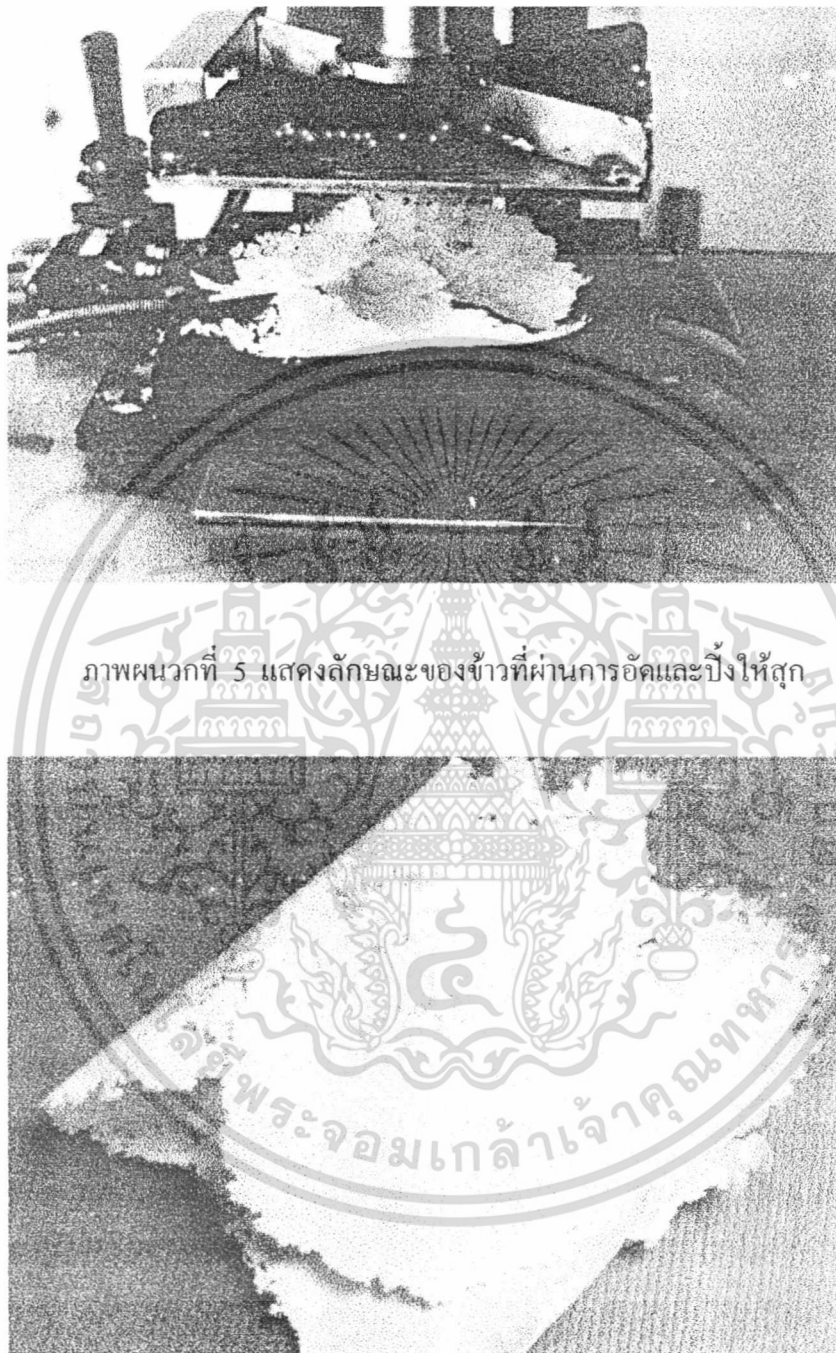 ภาพผนวกที่ 5 แสดงลักษณะของข้าวที่ผ่านการอัดและปิ้งให้สุก
พระจอมเกล้าเจ้าคุณทหาร